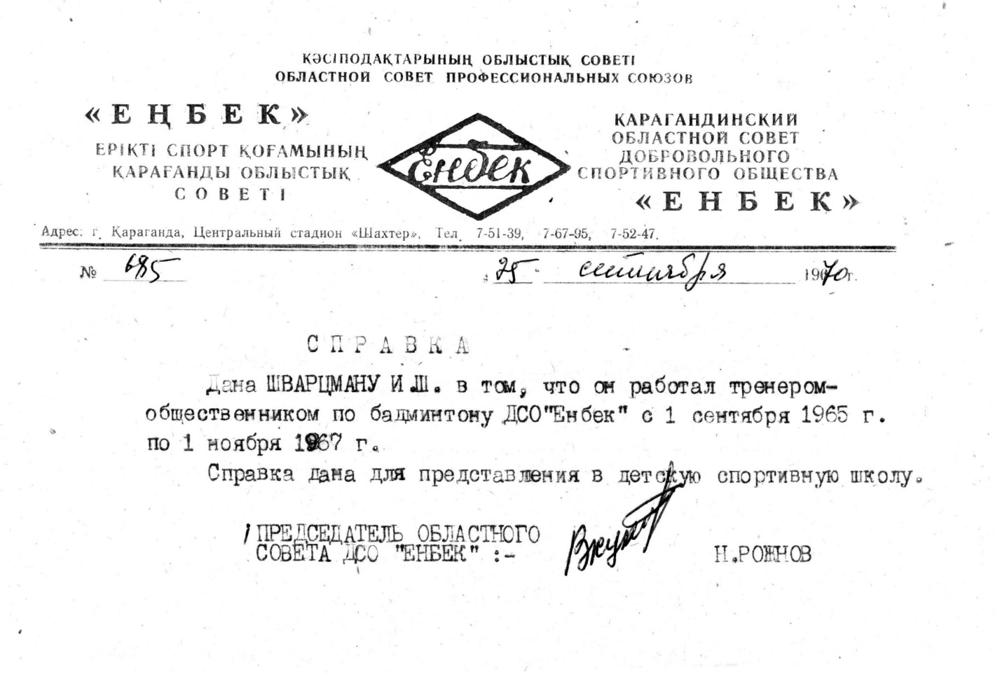 КӘСІПОДАҚТАРЫНЫҢ ОБЛЫСТЫҚ СОВЕТІ
ОБЛАСТНОЙ СОВЕТ ПРОФЕССИОНАЛЬНЫХ СОЮЗОВ
«ЕҢБЕК»
ЕРІКТІ СПОРТ ҚОҒАМЫНЫҢ
ҚАРАҒАНДЫ ОБЛЫСТЫҚ
СОВЕТІ
Енбек
КАРАГАНДИНСКИЙ
ОБЛАСТНОЙ СОВЕТ
ДОБРОВОЛЬНОГО
СПОРТИВНОГО ОБЩЕСТВА
«ЕНБЕК»
Адрес: г. Караганда, Центральный стадион «Шахтер». Тел. 7-51-39, 7-67-95, 7-52-47.
№ 685 25 сентября 1970 г.
СПРАВКА
Дана ШВАРЦМАНУ И.Ш. в том, что он работал тренером-
общественником по бадминтону ДСО "Енбек" с 1 сентября 1965 г.
по 1 ноября 1967 г.
Справка дана для представления в детскую спортивную школу.
ПРЕДСЕДАТЕЛЬ ОБЛАСТНОГО
СОВЕТА ДСО "ЕНБЕК" :-
Н.РОЖНОВ